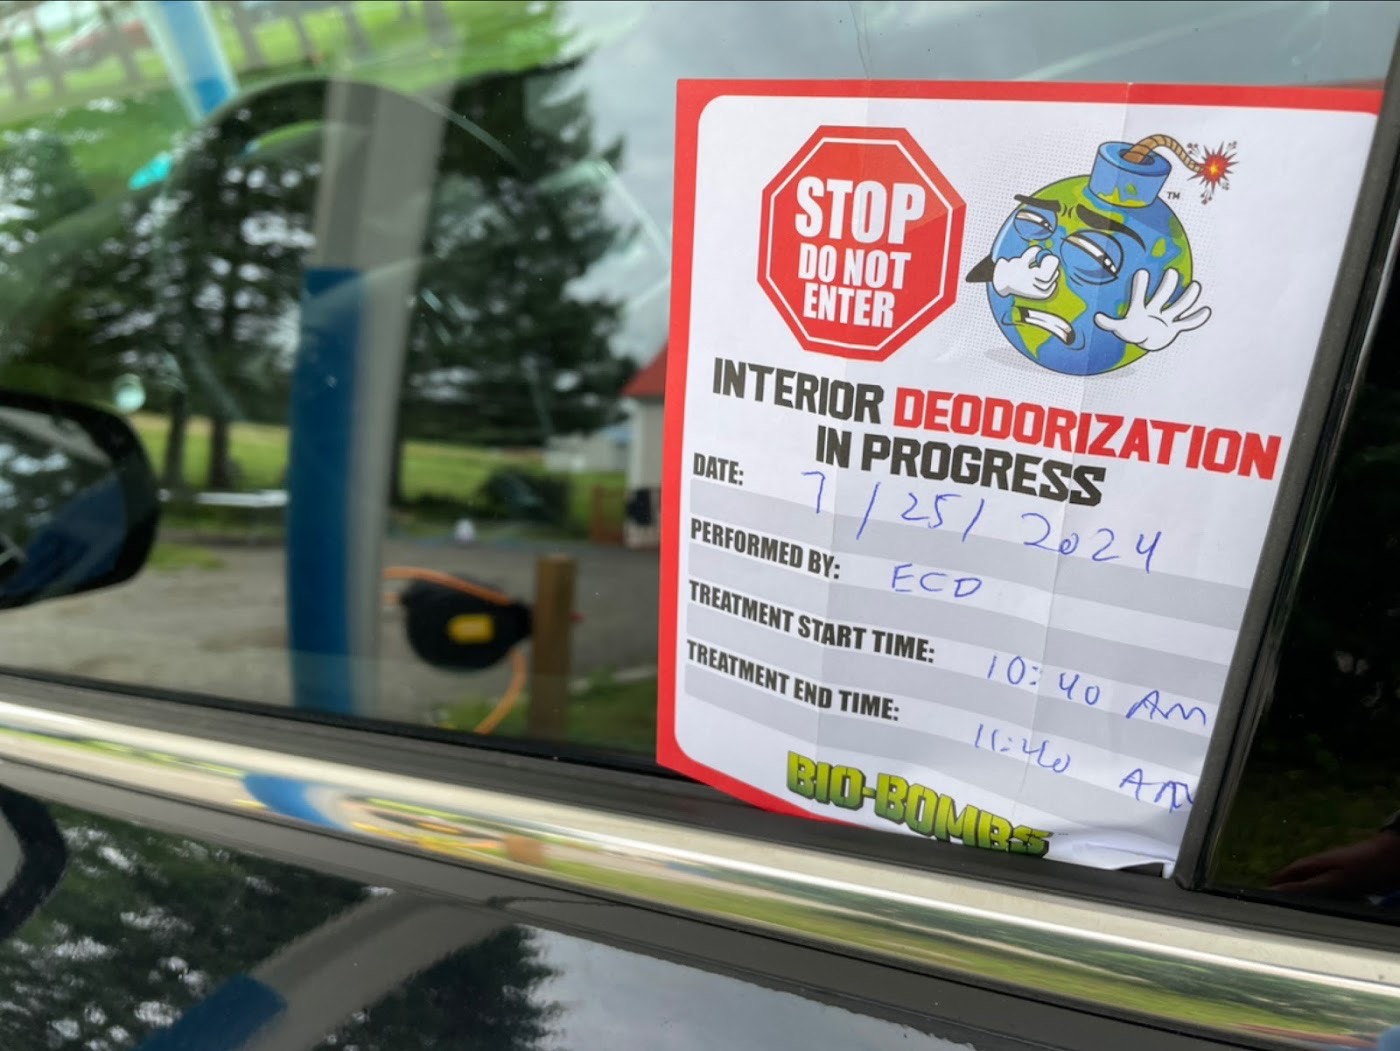 STOP
DO NOT
ENTER
TM
INTERIOR DEODORIZATION
IN PROGRESS
DATE: 7/25/2024
PERFORMED BY: ECD
TREATMENT START TIME: 10:40 AM
TREATMENT END TIME: 11:40 AM
BIO-BOMBS